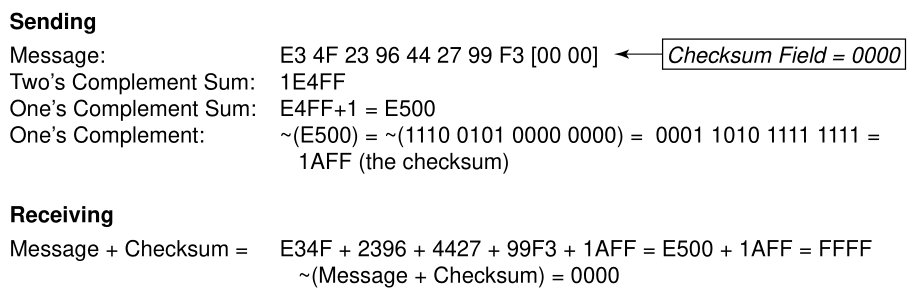 Sending
Message: E3 4F 23 96 44 27 99 F3 [00 00] Checksum Field = 0000
Two's Complement Sum: 1E4FF
One's Complement Sum: E4FF+1 = E500
One's Complement: ~(E500) = ~(1110 0101 0000 0000) = 0001 1010 1111 1111 =
1AFF (the checksum)
Receiving
Message + Checksum = E34F + 2396 + 4427 + 99F3 + 1AFF = E500 + 1AFF = FFFF
~(Message + Checksum) = 0000